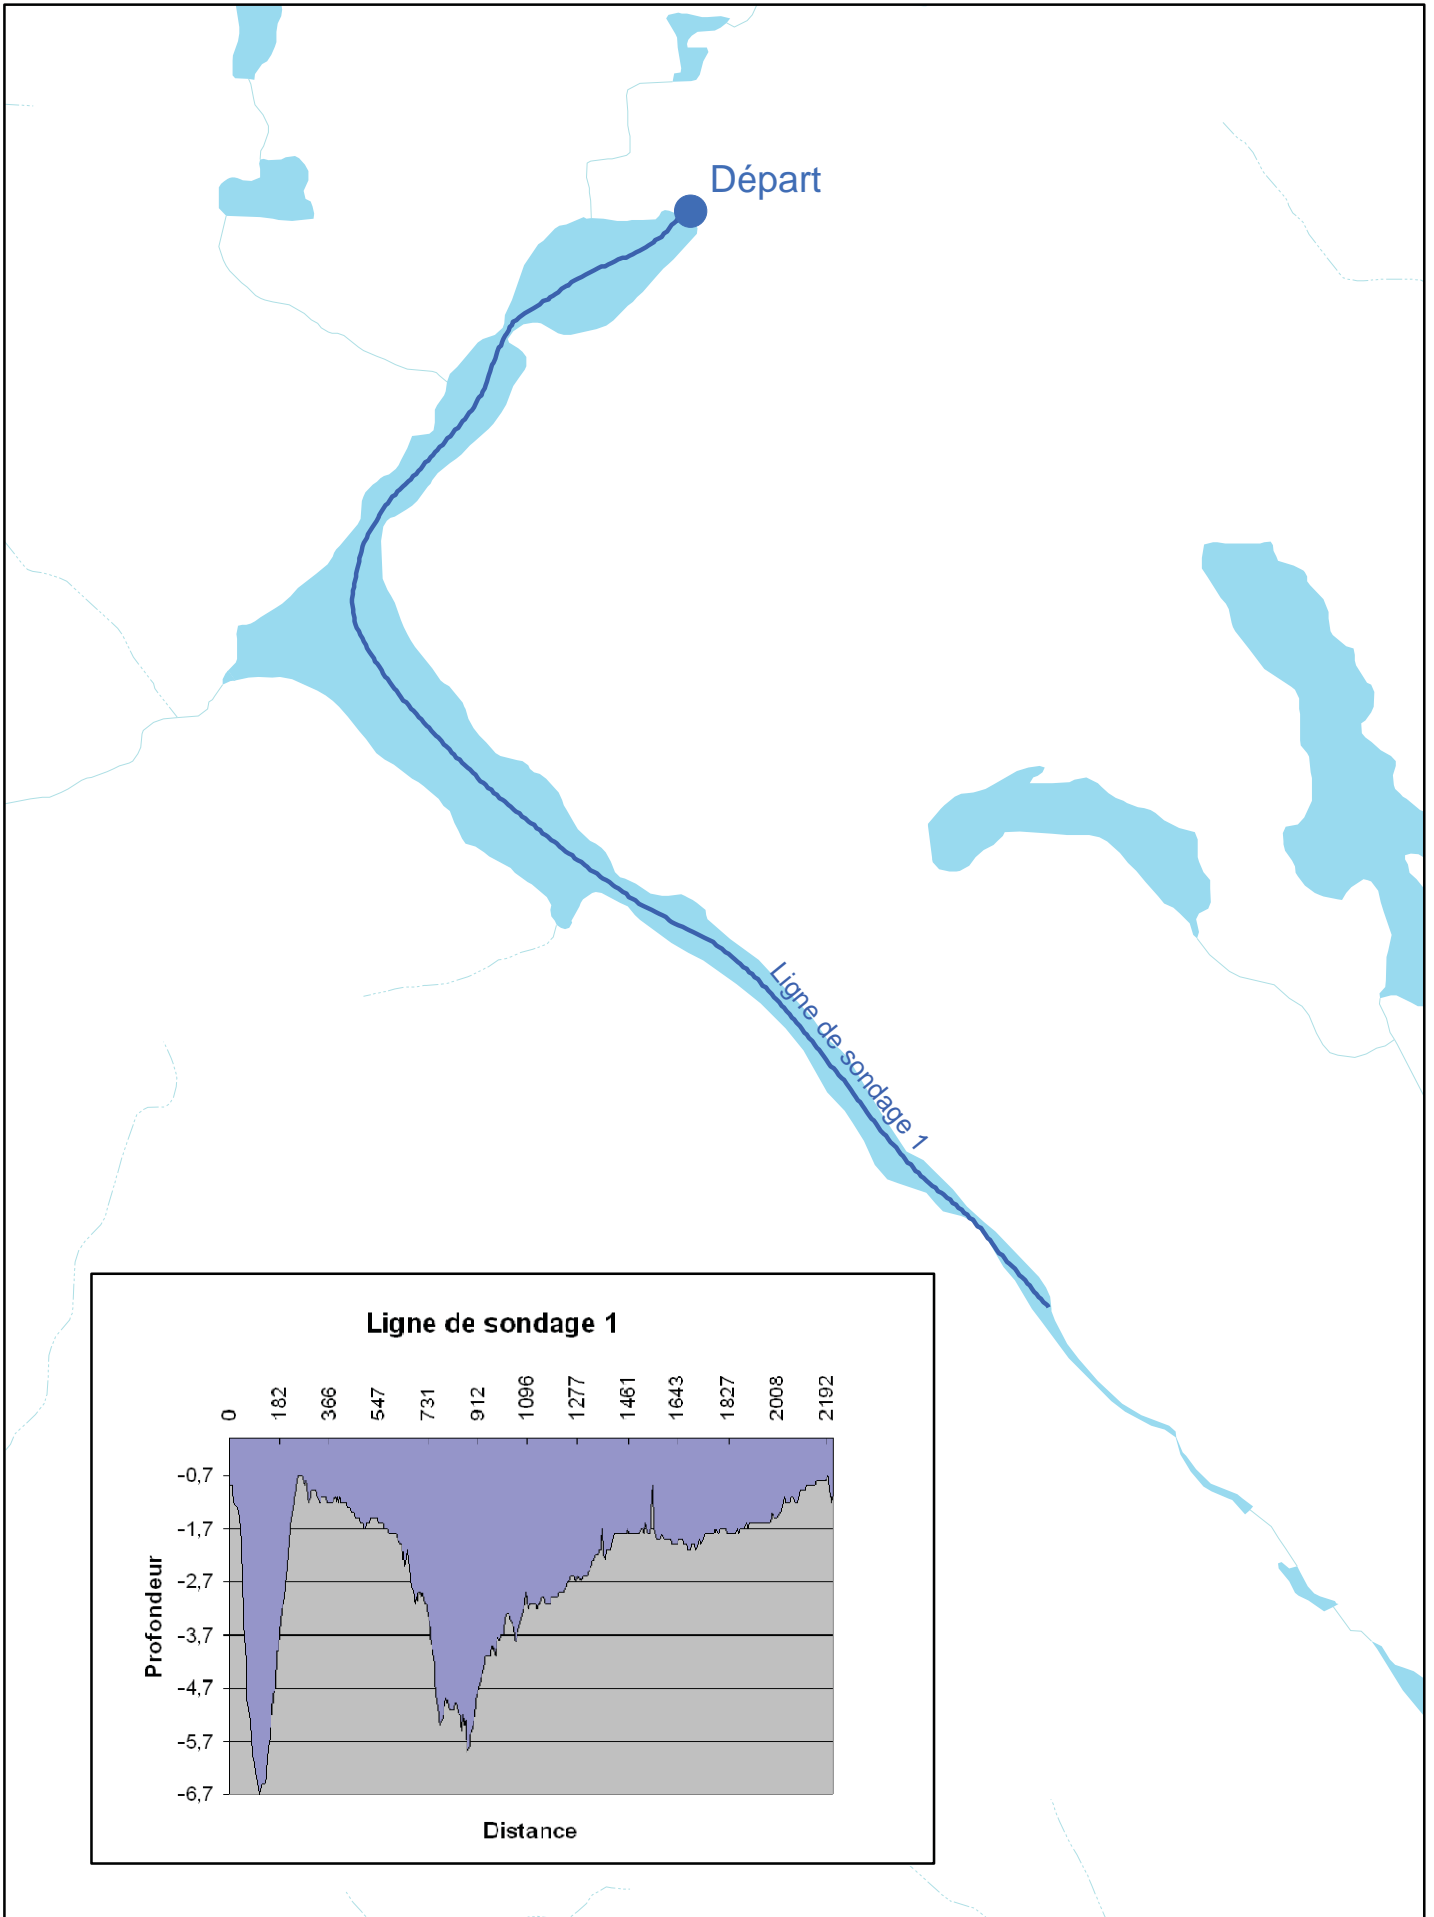 Départ
Ligne de sondage 1
Ligne de sondage 1
0 182 366 547 731 912 1096 1277 1461 1643 1827 2008 2192
-0,7
-1,7
-2,7
-3,7
-4,7
-5,7
-6,7
Profondeur
Distance